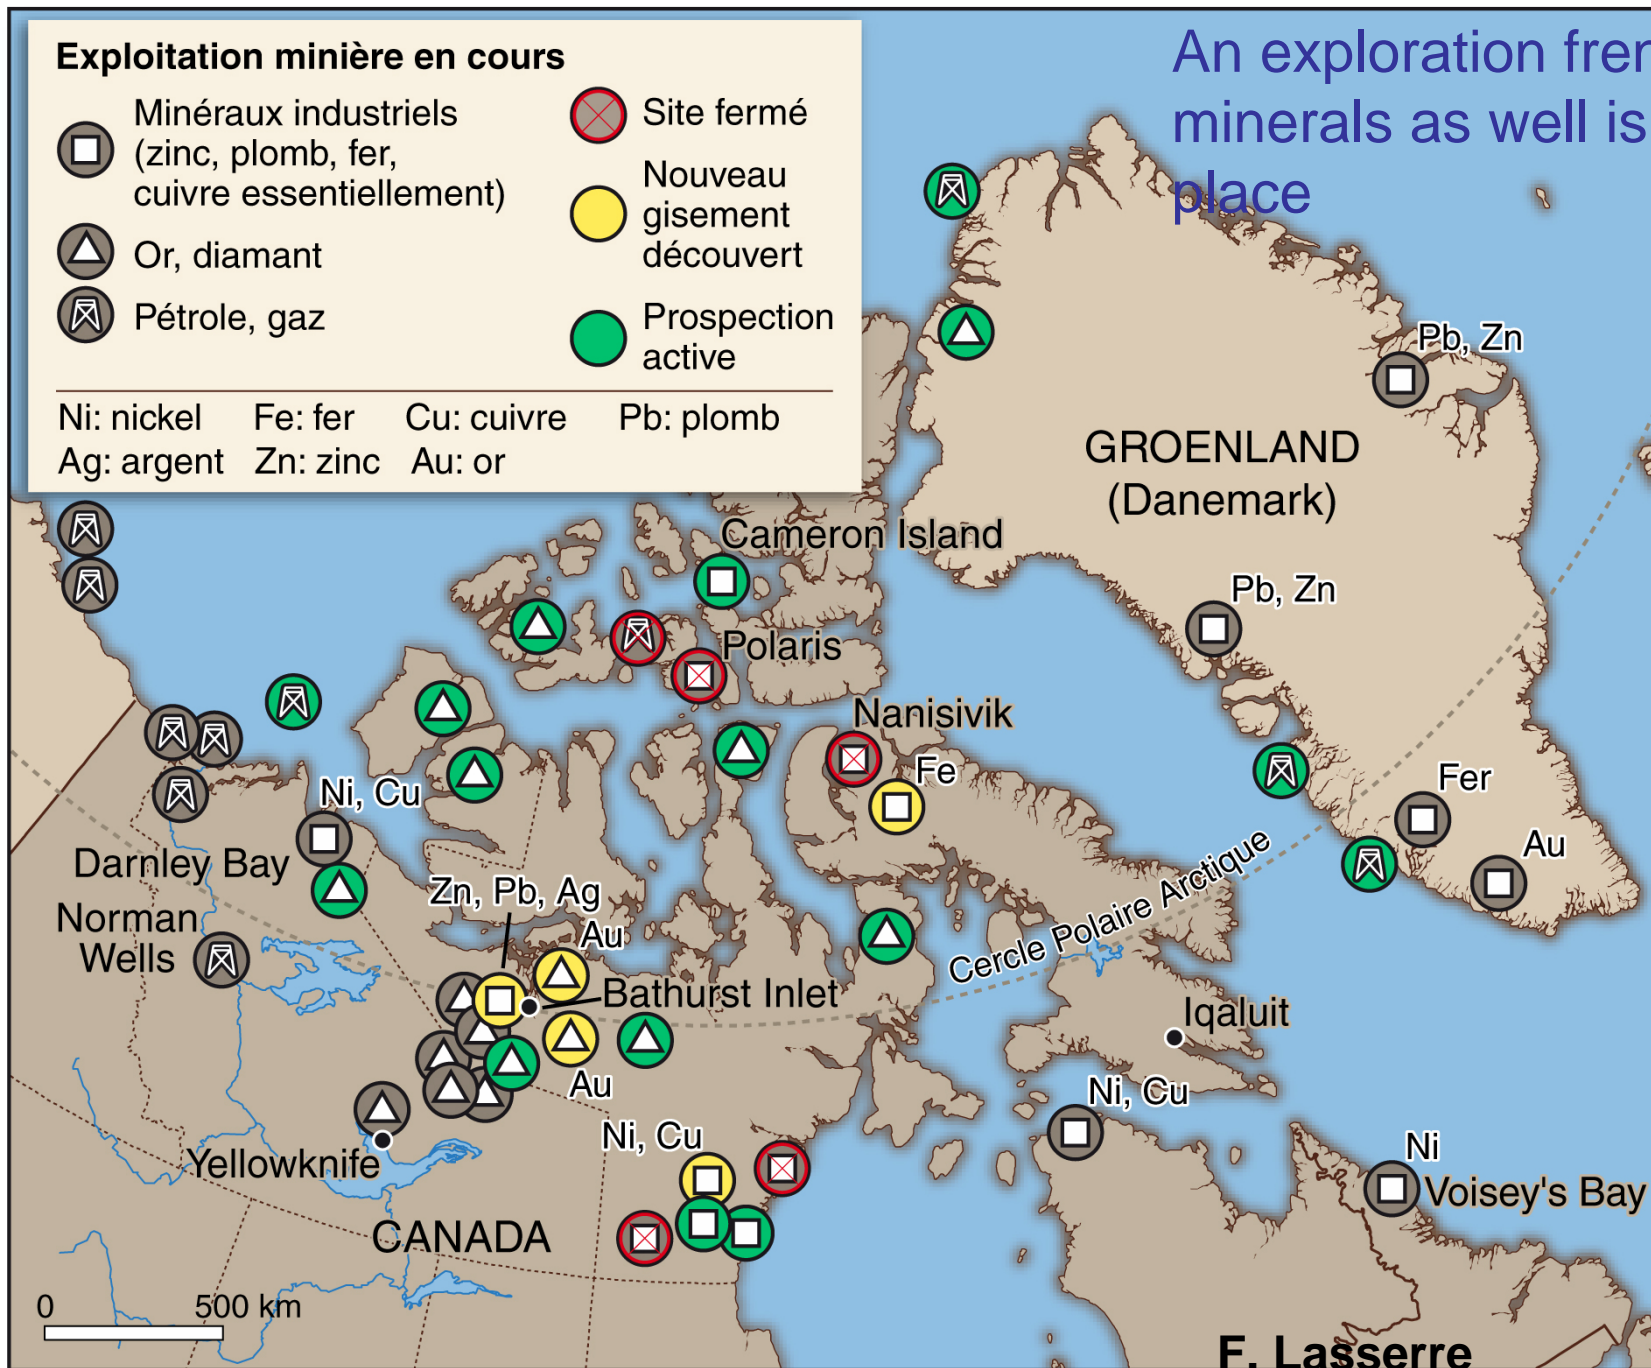 An exploration
minerals as well is
place
Exploitation minière en cours
Minéraux industriels
(zinc, plomb, fer,
cuivre essentiellement)
Or, diamant
Pétrole, gaz
Site fermé
Nouveau
gisement
découvert
Prospection
active
Ni: nickel Fe: fer Cu: cuivre Pb: plomb
Ag: argent Zn: zinc Au: or
Pb, Zn
GROENLAND
(Danemark)
Cameron Island
Pb, Zn
Polaris
Nanisivik
Fe
Ni, Cu
Fer
Darnley Bay
Au
Zn, Pb, Ag
Norman
Wells
Au
Cercle Polaire Arctique
Bathurst Inlet
Iqaluit
Au
Ni, Cu
Ni, Cu
Yellowknife
Ni
Voisey's Bay
CANADA
0 500 km
F. Lasserre